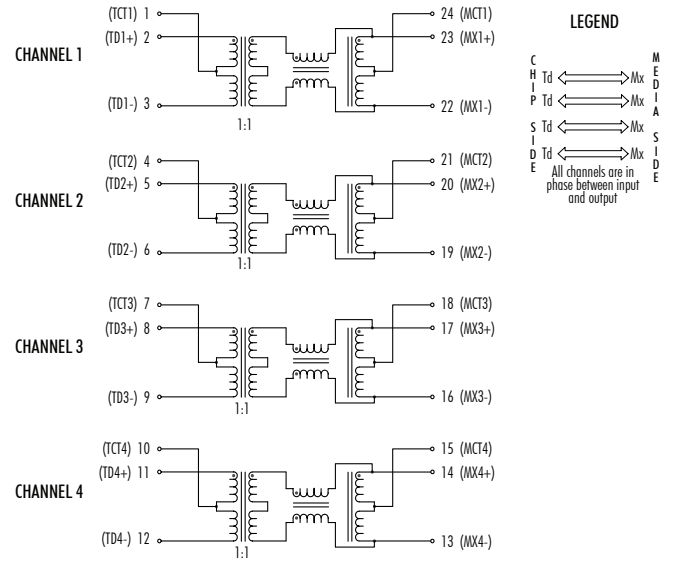 (TCT1) 1
24 (MCT1)
(TD1+) 2
23 (MX1+)
CHANNEL 1
(TD1-) 3
22 (MX1-)
1:1
(TCT2) 4
21 (MCT2)
(TD2+) 5
20 (MX2+)
CHANNEL 2
(TD2-) 6
19 (MX2-)
1:1
(TCT3) 7
18 (MCT3)
(TD3+) 8
17 (MX3+)
CHANNEL 3
(TD3-) 9
16 (MX3-)
1:1
(TCT4) 10
15 (MCT4)
(TD4+) 11
14 (MX4+)
CHANNEL 4
(TD4-) 12
13 (MX4-)
1:1
LEGEND
CHIP SIDE
Td Mx
Td Mx
Td Mx
Td Mx
MEDIA SIDE
All channels are in
phase between input
and output